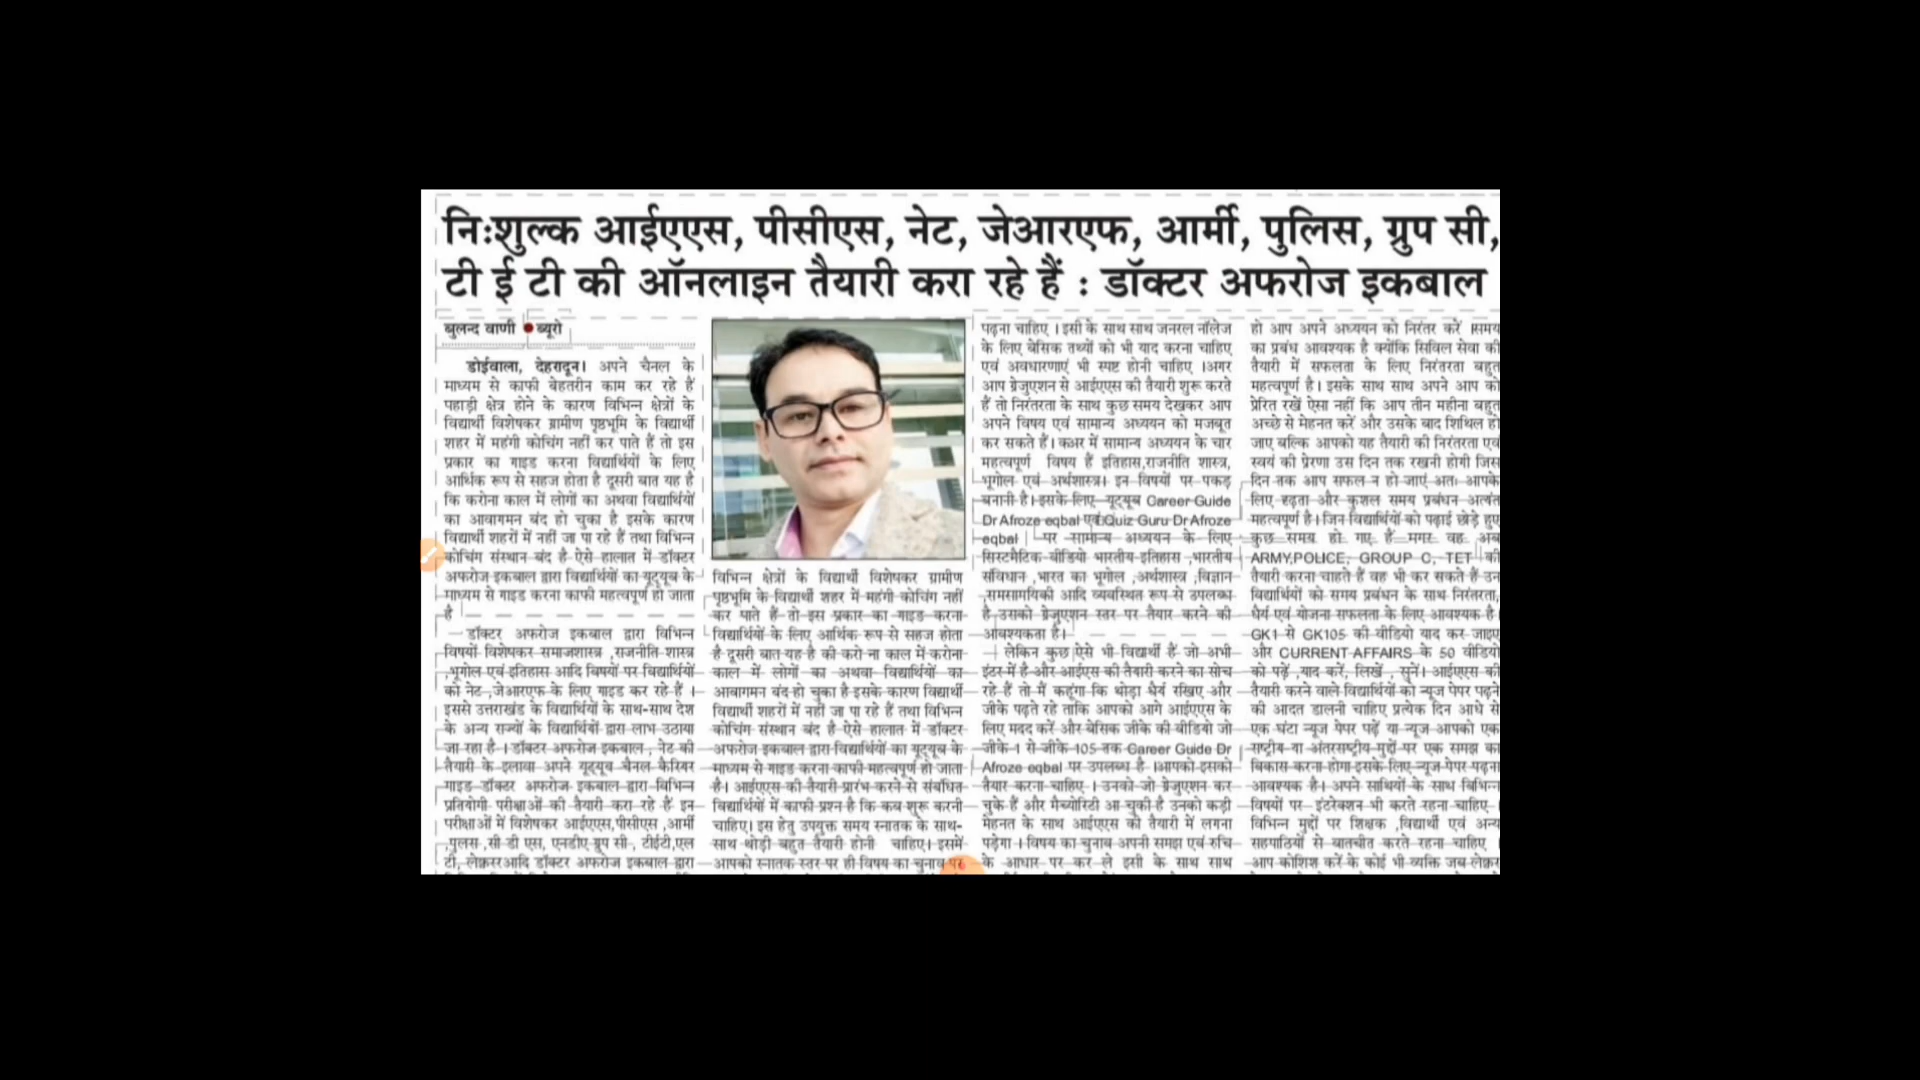 निःशुल्क आईएएस, पीसीएस, नेट, जेआरएफ, आर्मी, पुलिस, ग्रुप सी,
टी ई टी की ऑनलाइन तैयारी करा रहे हैं : डॉक्टर अफरोज इकबाल
बुलन्द वाणी ● ब्यूरो
डोईवाला, देहरादून। अपने चैनल के
माध्यम से काफी बेहतरीन काम कर रहे हैं
पहाड़ी क्षेत्र होने के कारण विभिन्न क्षेत्रों के
विद्यार्थी विशेषकर ग्रामीण पृष्ठभूमि के विद्यार्थी
शहर में महंगी कोचिंग नहीं कर पाते हैं तो इस
प्रकार का गाइड करना विद्यार्थियों के लिए
आर्थिक रूप से सहज होता है दूसरी बात यह है
कि करोना काल में लोगों का अथवा विद्यार्थियों
का आवागमन बंद हो चुका है इसके कारण
विद्यार्थी शहरों में नहीं जा पा रहे हैं तथा विभिन्न
कोचिंग संस्थान बंद है ऐसे हालात में डॉक्टर
अफरोज इकबाल द्वारा विद्यार्थियों का यूट्यूब के
माध्यम से गाइड करना काफी महत्वपूर्ण हो जाता
है
डॉक्टर अफरोज इकबाल द्वारा विभिन्न
विषयों विशेषकर समाजशास्त्र ,राजनीति शास्त्र
,भूगोल एवं इतिहास आदि विषयों पर विद्यार्थियों
को नेट ,जेआरएफ के लिए गाइड कर रहे हैं ।
इससे उत्तराखंड के विद्यार्थियों के साथ-साथ देश
के अन्य राज्यों के विद्यार्थियों द्वारा लाभ उठाया
जा रहा है । डॉक्टर अफरोज इकबाल , नेट की
तैयारी के इलावा अपने यूट्यूब चैनल कैरियर
गाइड डॉक्टर अफरोज इकबाल द्वारा विभिन्न
प्रतियोगी परीक्षाओं की तैयारी करा रहे हैं इन
परीक्षाओं में विशेषकर आईएएस,पीसीएस ,आर्मी
,पुलस ,सी डी एस, एनडीए ग्रुप सी , टीईटी,एल
टी, लेक्चररआदि डॉक्टर अफरोज इकबाल द्वारा
विभिन्न क्षेत्रों के विद्यार्थी विशेषकर ग्रामीण
पृष्ठभूमि के विद्यार्थी शहर में महंगी कोचिंग नहीं
कर पाते हैं तो इस प्रकार का गाइड करना
विद्यार्थियों के लिए आर्थिक रूप से सहज होता
है दूसरी बात यह है की करो ना काल में करोना
काल में लोगों का अथवा विद्यार्थियों का
आवागमन बंद हो चुका है इसके कारण विद्यार्थी
विद्यार्थी शहरों में नहीं जा पा रहे हैं तथा विभिन्न
कोचिंग संस्थान बंद है ऐसे हालात में डॉक्टर
अफरोज इकबाल द्वारा विद्यार्थियों का यूट्यूब के
माध्यम से गाइड करना काफी महत्वपूर्ण हो जाता
है। आईएएस की तैयारी प्रारंभ करने से संबंधित
विद्यार्थियों में काफी प्रश्न है कि कब शुरू करनी
चाहिए। इस हेतु उपयुक्त समय स्नातक के साथ-
साथ थोड़ी बहुत तैयारी होनी चाहिए। इसमें
आपको स्नातक स्तर पर ही विषय का चुनाव पर
पढ़ना चाहिए । इसी के साथ साथ जनरल नॉलेज
के लिए बेसिक तथ्यों को भी याद करना चाहिए
एवं अवधारणाएं भी स्पष्ट होनी चाहिए ।अगर
आप ग्रेजुएशन से आईएएस की तैयारी शुरू करते
हैं तो निरंतरता के साथ कुछ समय देखकर आप
अपने विषय एवं सामान्य अध्ययन को मजबूत
कर सकते हैं। कअर में सामान्य अध्ययन के चार
महत्वपूर्ण विषय हैं इतिहास,राजनीति शास्त्र,
भूगोल एवं अर्थशास्त्र। इन विषयों पर पकड़
बनानी है। इसके लिए यूट्यूब Career Guide
Dr Afroze eqbal एवं Quiz Guru Dr Afroze
eqbal पर सामान्य अध्ययन के लिए
सिस्टमैटिक वीडियो भारतीय इतिहास ,भारतीय
संविधान ,भारत का भूगोल ,अर्थशास्त्र ,विज्ञान
,समसामयिकी आदि व्यवस्थित रूप से उपलब्ध
है उसको ग्रेजुएशन स्तर पर तैयार करने की
आवश्यकता है।
लेकिन कुछ ऐसे भी विद्यार्थी हैं जो अभी
इंटर में है और आईएस की तैयारी करने का सोच
रहे हैं तो मैं कहूंगा कि थोड़ा धैर्य रखिए और
जीके पढ़ते रहे ताकि आपको आगे आईएएस के
लिए मदद करें और बेसिक जीके की वीडियो जो
जीके 1 से जीके 105 तक Career Guide Dr
Afroze eqbal पर उपलब्ध है ।आपको इसको
तैयार करना चाहिए । उनको जो ग्रेजुएशन कर
चुके हैं और मैच्योरिटी आ चुकी है उनको कड़ी
मेहनत के साथ आईएएस की तैयारी में लगना
पड़ेगा । विषय का चुनाव अपनी समझ एवं रुचि
के आधार पर कर ले इसी के साथ साथ
हो आप अपने अध्ययन को निरंतर करें ।समय
का प्रबंध आवश्यक है क्योंकि सिविल सेवा की
तैयारी में सफलता के लिए निरंतरता बहुत
महत्वपूर्ण है। इसके साथ साथ अपने आप को
प्रेरित रखें ऐसा नहीं कि आप तीन महीना बहुत
अच्छे से मेहनत करें और उसके बाद शिथिल हो
जाए बल्कि आपको यह तैयारी की निरंतरता एवं
स्वयं की प्रेरणा उस दिन तक रखनी होगी जिस
दिन तक आप सफल न हो जाएं अतः आपके
लिए दृढ़ता और कुशल समय प्रबंधन अत्यंत
महत्वपूर्ण है। जिन विद्यार्थियों को पढ़ाई छोड़े हुए
कुछ समय हो गए हैं मगर वह अब
ARMY,POLICE, GROUP C, TET की
तैयारी करना चाहते हैं वह भी कर सकते हैं उन
विद्यार्थियों को समय प्रबंधन के साथ निरंतरता,
धैर्य एवं योजना सफलता के लिए आवश्यक है।
GK1 से GK105 की वीडियो याद कर जाइए
और CURRENT AFFAIRS के 50 वीडियो
को पढ़ें ,याद करें, लिखें , सुनें। आईएएस की
तैयारी करने वाले विद्यार्थियों को न्यूज पेपर पढ़ने
की आदत डालनी चाहिए प्रत्येक दिन आधे से
एक घंटा न्यूज पेपर पढ़ें या न्यूज आपको एक
राष्ट्रीय या अंतरराष्ट्रीय मुद्दों पर एक समझ का
विकास करना होगा इसके लिए न्यूज पेपर पढ़ना
आवश्यक है। अपने साथियों के साथ विभिन्न
विषयों पर इंटरेक्शन भी करते रहना चाहिए ।
विभिन्न मुद्दों पर शिक्षक ,विद्यार्थी एवं अन्य
सहपाठियों से बातचीत करते रहना चाहिए ।
आप कोशिश करें के कोई भी व्यक्ति जब लेक्चर